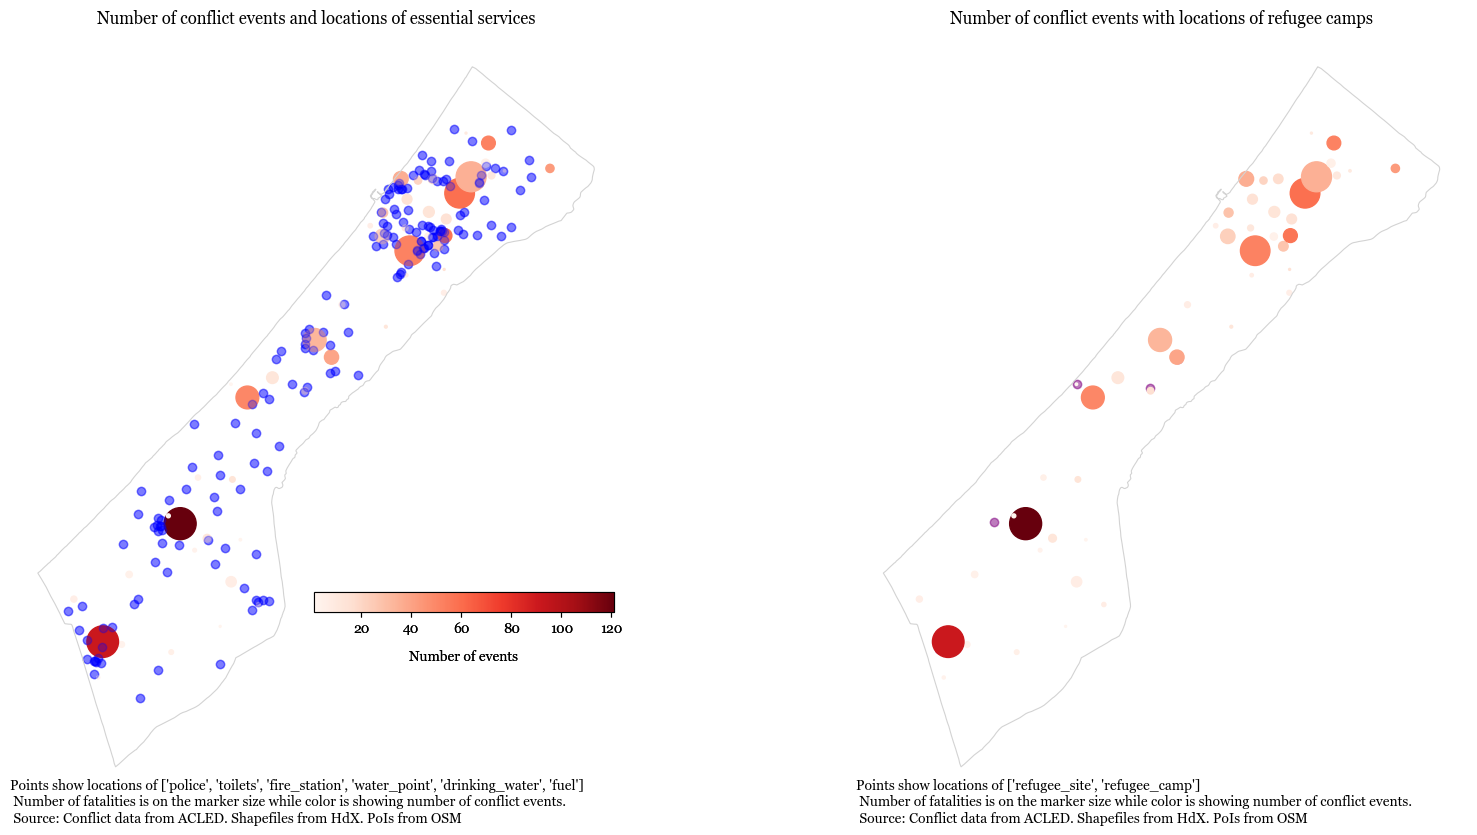 Number of conflict events and locations of essential services
Number of conflict events with locations of refugee camps
20 40 60 80 100 120
Number of events
Points show locations of ['police', 'toilets', 'fire_station', 'water_point', 'drinking_water', 'fuel']
Number of fatalities is on the marker size while color is showing number of conflict events.
Source: Conflict data from ACLED. Shapefiles from HdX. PoIs from OSM
Points show locations of ['refugee_site', 'refugee_camp']
Number of fatalities is on the marker size while color is showing number of conflict events.
Source: Conflict data from ACLED. Shapefiles from HdX. PoIs from OSM